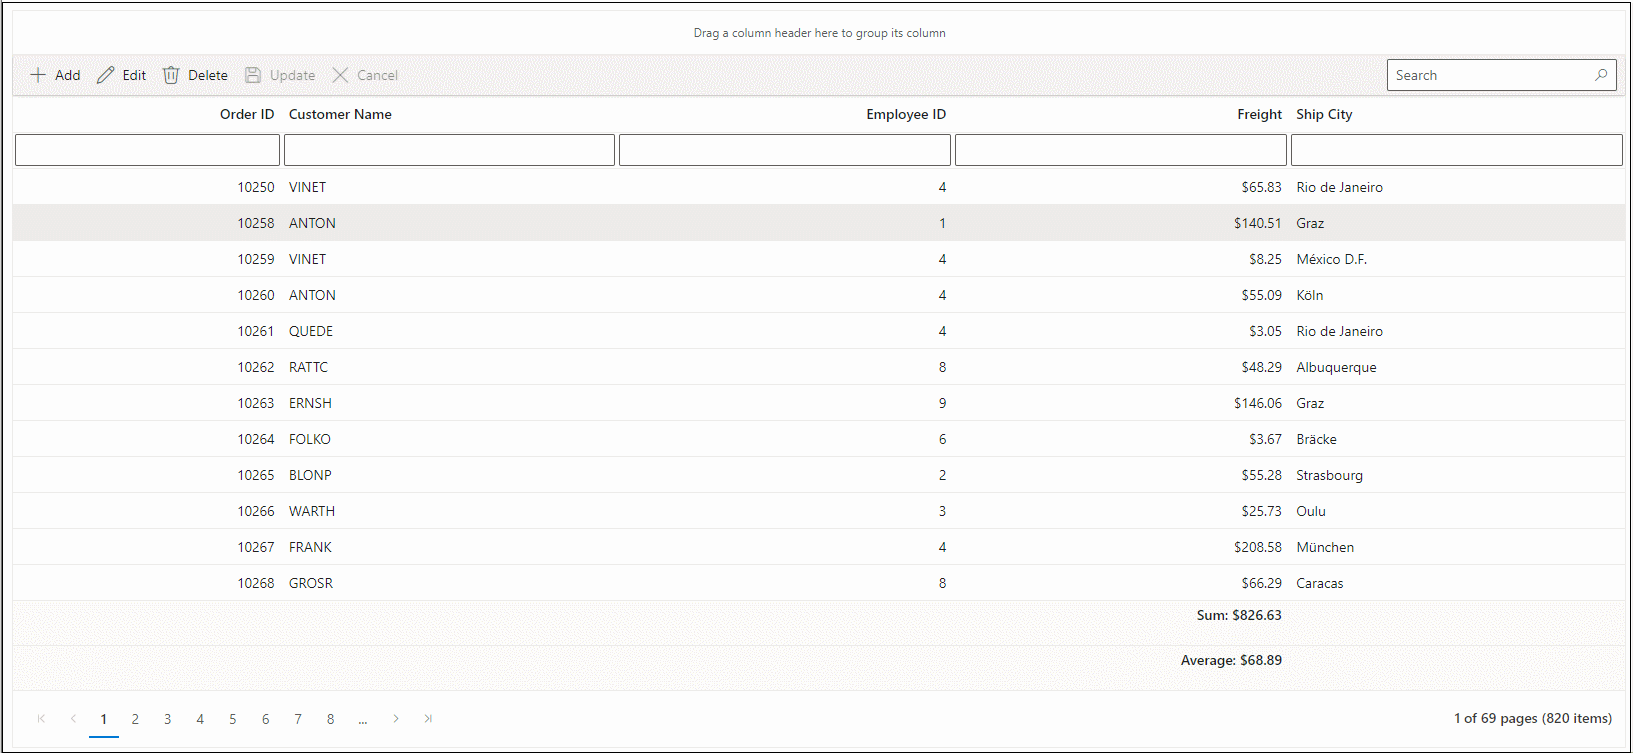 Drag a column header here to group its column
Add Edit Delete Update Cancel Search
Order ID Customer Name Employee ID Freight Ship City
10250 VINET 4 $65.83 Rio de Janeiro
10258 ANTON 1 $140.51 Graz
10259 VINET 4 $8.25 México D.F.
10260 ANTON 4 $55.09 Köln
10261 QUEDE 4 $3.05 Rio de Janeiro
10262 RATTC 8 $48.29 Albuquerque
10263 ERNSH 9 $146.06 Graz
10264 FOLKO 6 $3.67 Bräcke
10265 BLONP 2 $55.28 Strasbourg
10266 WARTH 3 $25.73 Oulu
10267 FRANK 4 $208.58 München
10268 GROSR 8 $66.29 Caracas
Sum: $826.63
Average: $68.89
1 2 3 4 5 6 7 8 ... 1 of 69 pages (820 items)